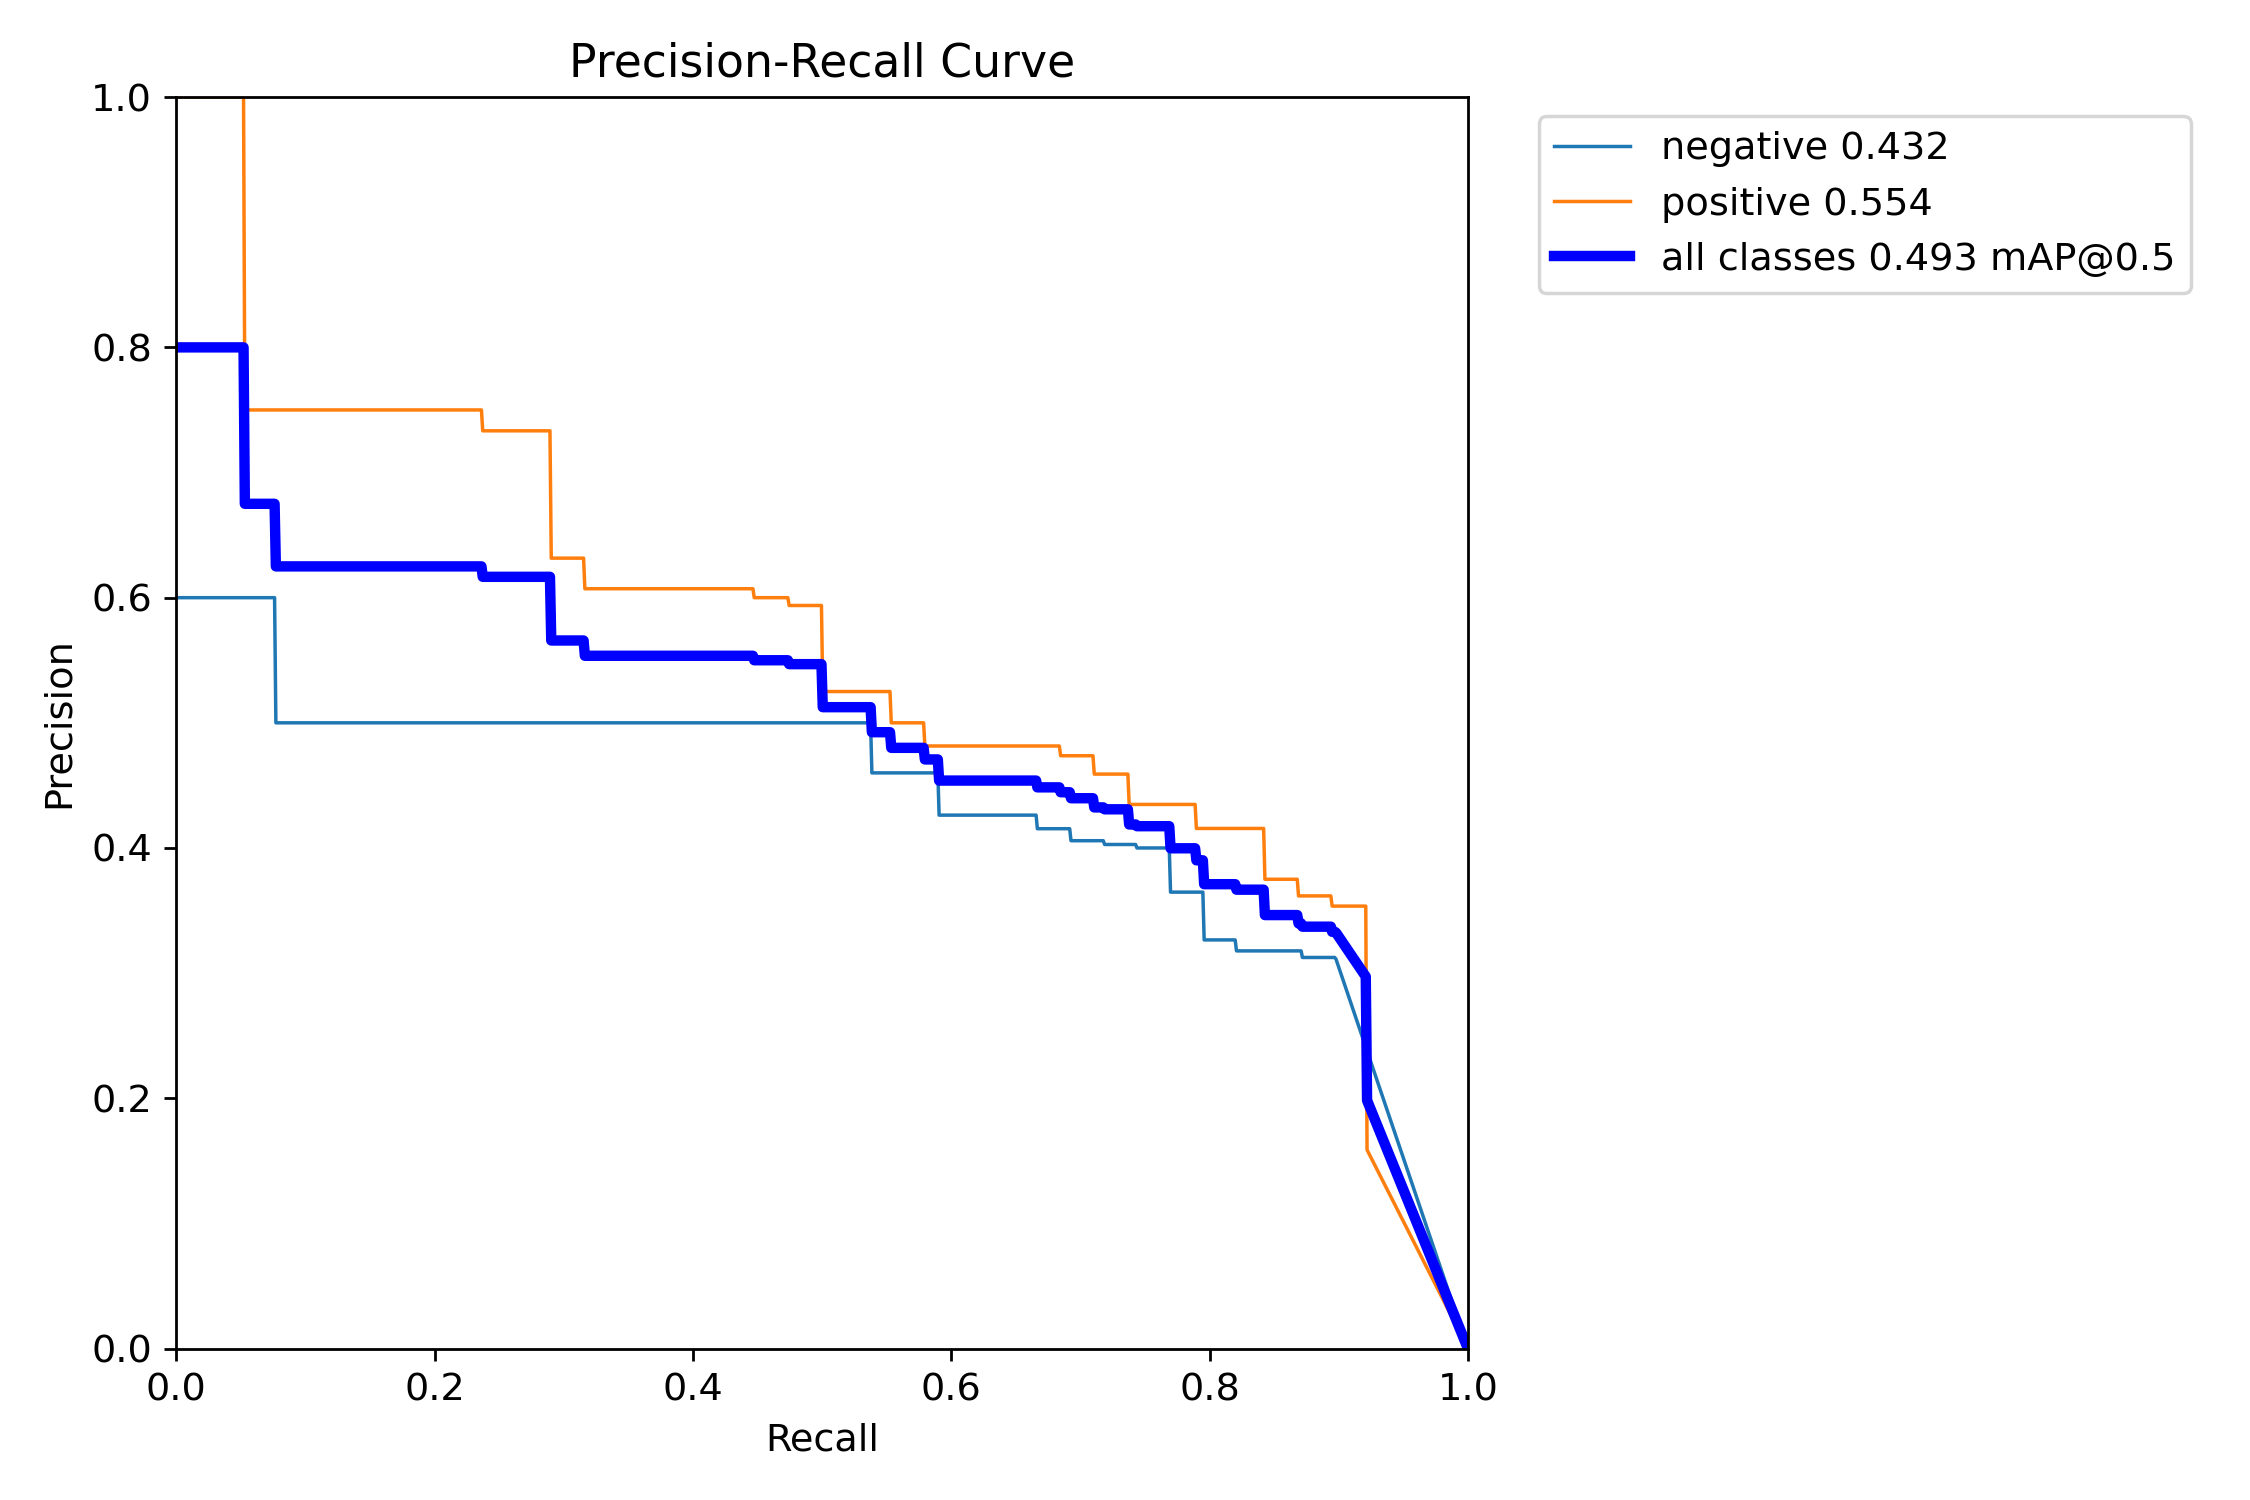 Precision-Recall Curve
1.0
0.8
0.6
0.4
0.2
0.0
Precision
0.0 0.2 0.4 0.6 0.8 1.0
Recall
negative 0.432
positive 0.554
all classes 0.493 mAP@0.5